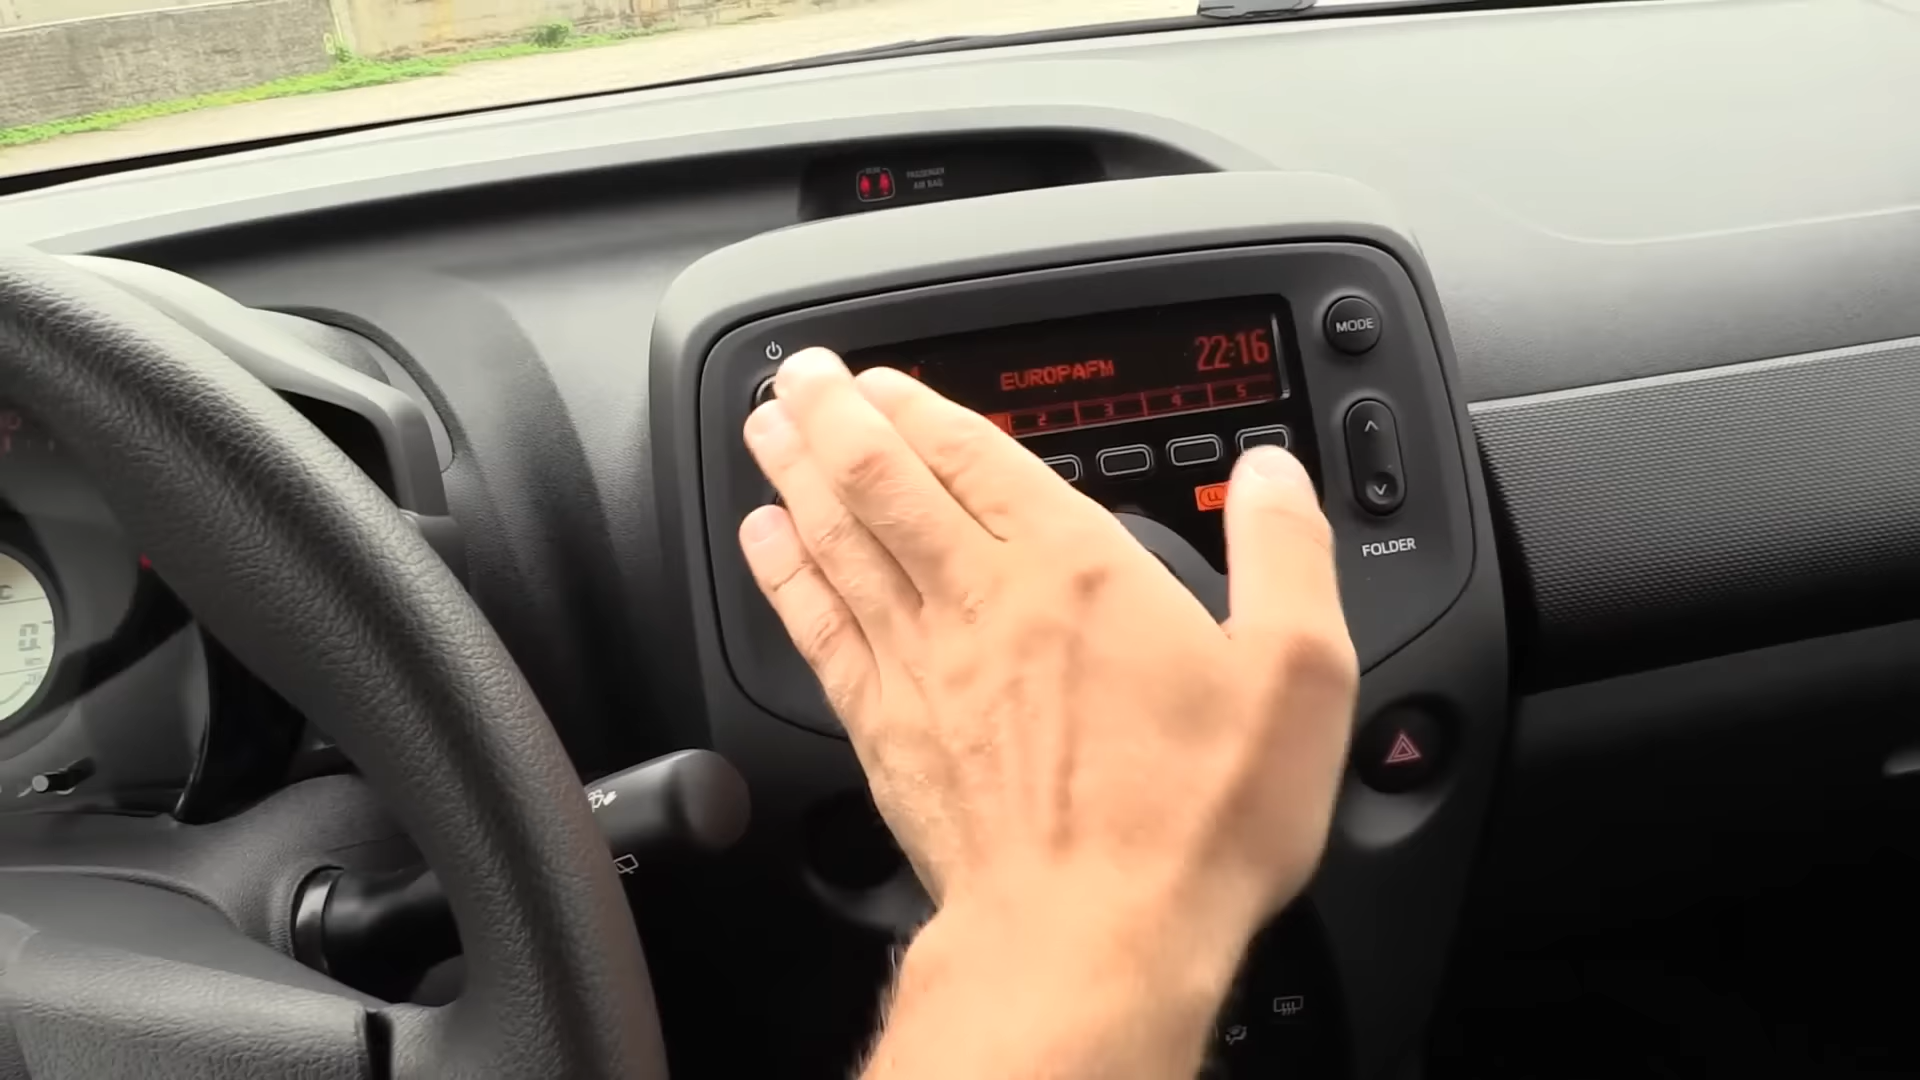 PASSENGER
AIR BAG
MODE
22:16
EUROPAFM
2 3 4 5
FOLDER